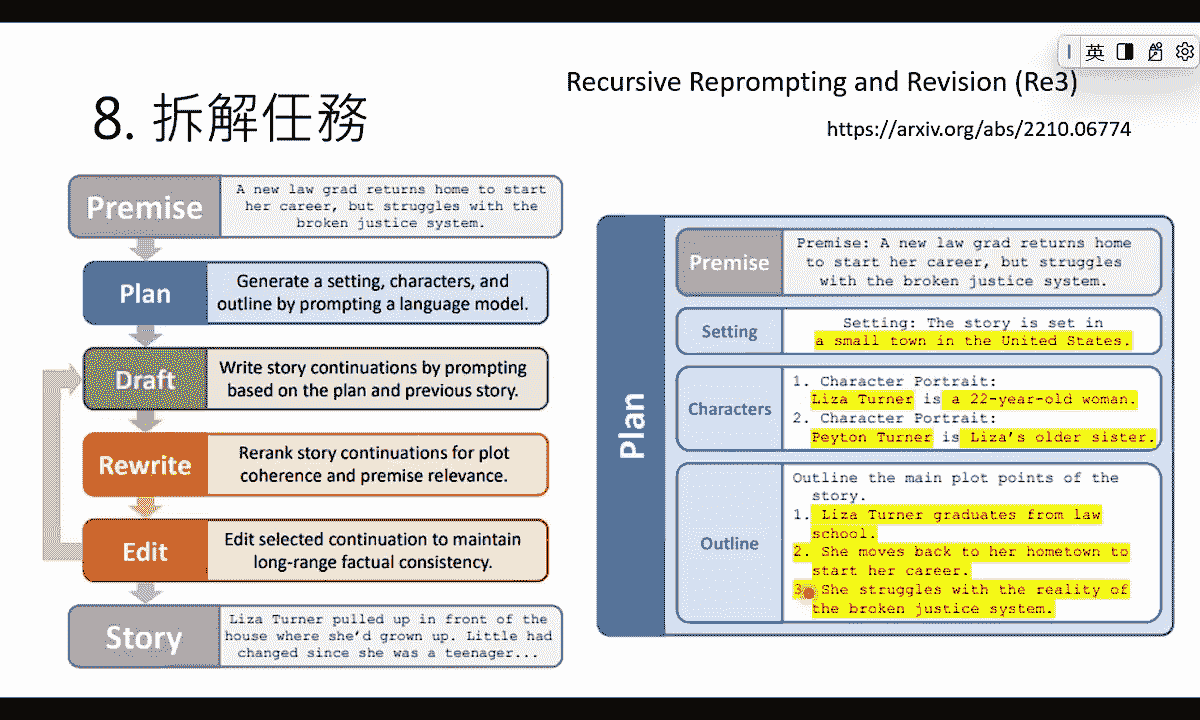 英
Recursive Reprompting and Revision (Re3)
8. 拆解任務
https://arxiv.org/abs/2210.06774
Premise
A new law grad returns home to start
her career, but struggles with the
broken justice system.
Plan
Generate a setting, characters, and
outline by prompting a language model.
Draft
Write story continuations by prompting
based on the plan and previous story.
Rewrite
Rerank story continuations for plot
coherence and premise relevance.
Edit
Edit selected continuation to maintain
long-range factual consistency.
Story
Liza Turner pulled up in front of the
house where she’d grown up. Little had
changed since she was a teenager...
Plan
Premise
Premise: A new law grad returns home
to start her career, but struggles
with the broken justice system.
Setting
Setting: The story is set in
a small town in the United States.
Characters
1. Character Portrait:
Liza Turner is a 22-year-old woman.
2. Character Portrait:
Peyton Turner is Liza’s older sister.
Outline
Outline the main plot points of the
story.
1. Liza Turner graduates from law
school.
2. She moves back to her hometown to
start her career.
3. She struggles with the reality of
the broken justice system.